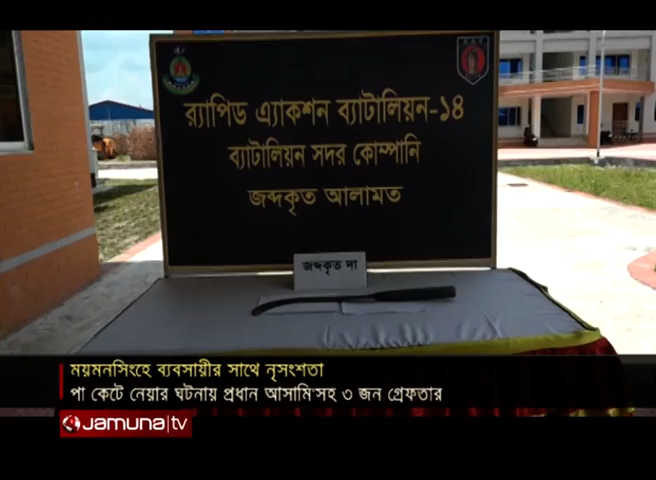 র‍্যাপিড এ্যাকশন ব্যাটালিয়ন-১৪
ব্যাটালিয়ন সদর কোম্পানি
জব্দকৃত আলামত
জব্দকৃত দা
ময়মনসিংহে ব্যবসায়ীর সাথে নৃসংশতা
পা কেটে নেয়ার ঘটনায় প্রধান আসামি'সহ ৩ জন গ্রেফতার
JAMUNA|TV